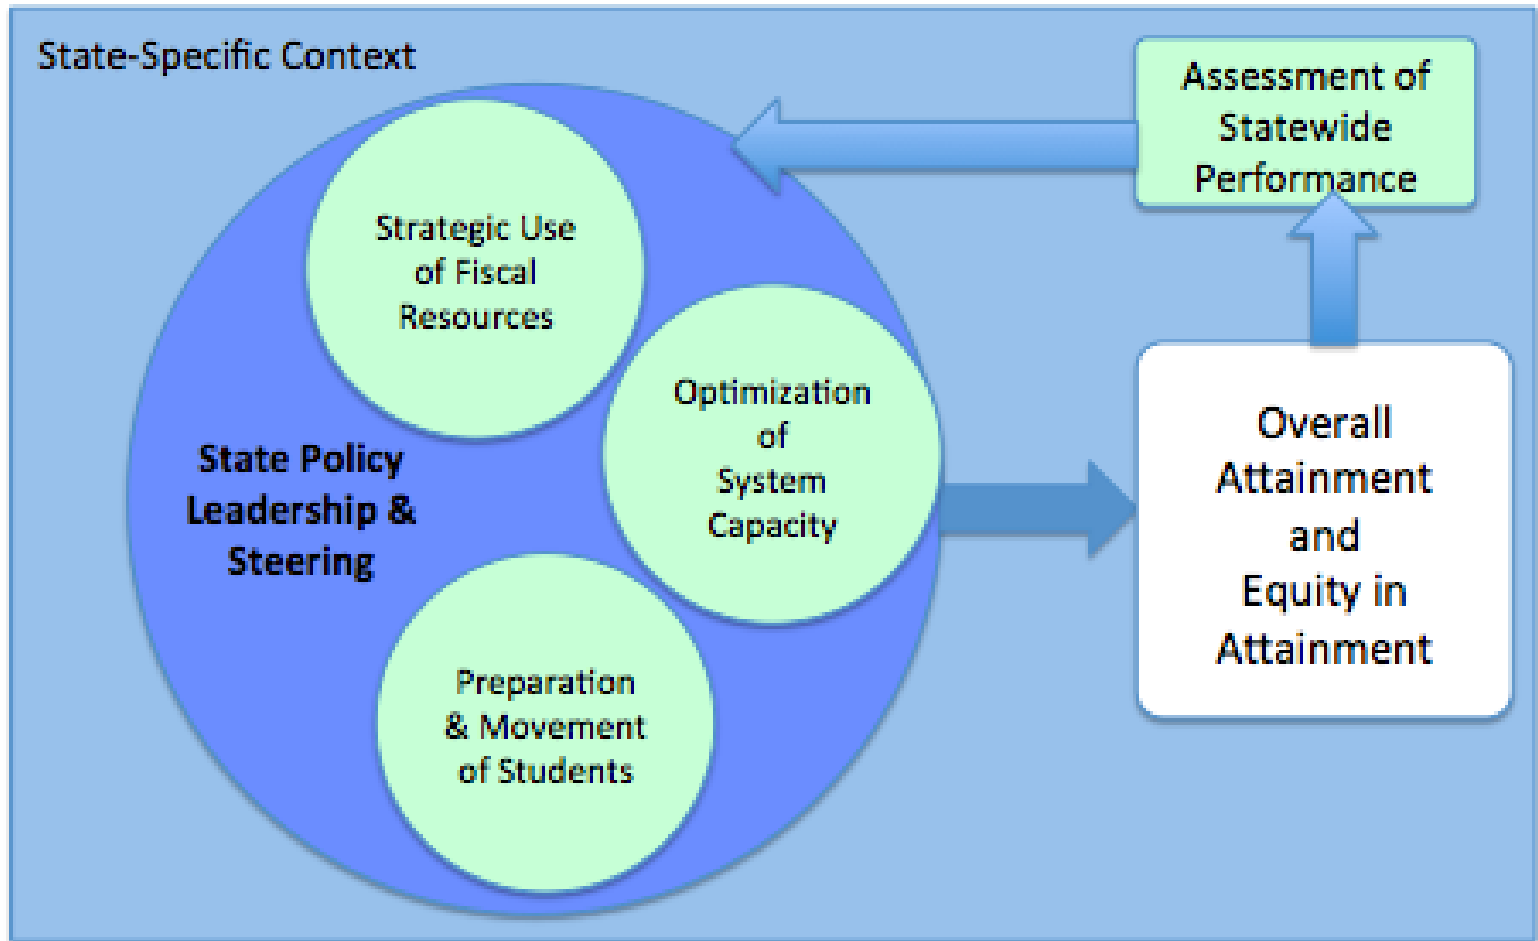 State-Specific Context
Assessment of
Statewide
Performance
Strategic Use
of Fiscal
Resources
Optimization
of
System
Capacity
State Policy
Leadership &
Steering
Overall
Attainment
and
Equity in
Attainment
Preparation
& Movement
of Students